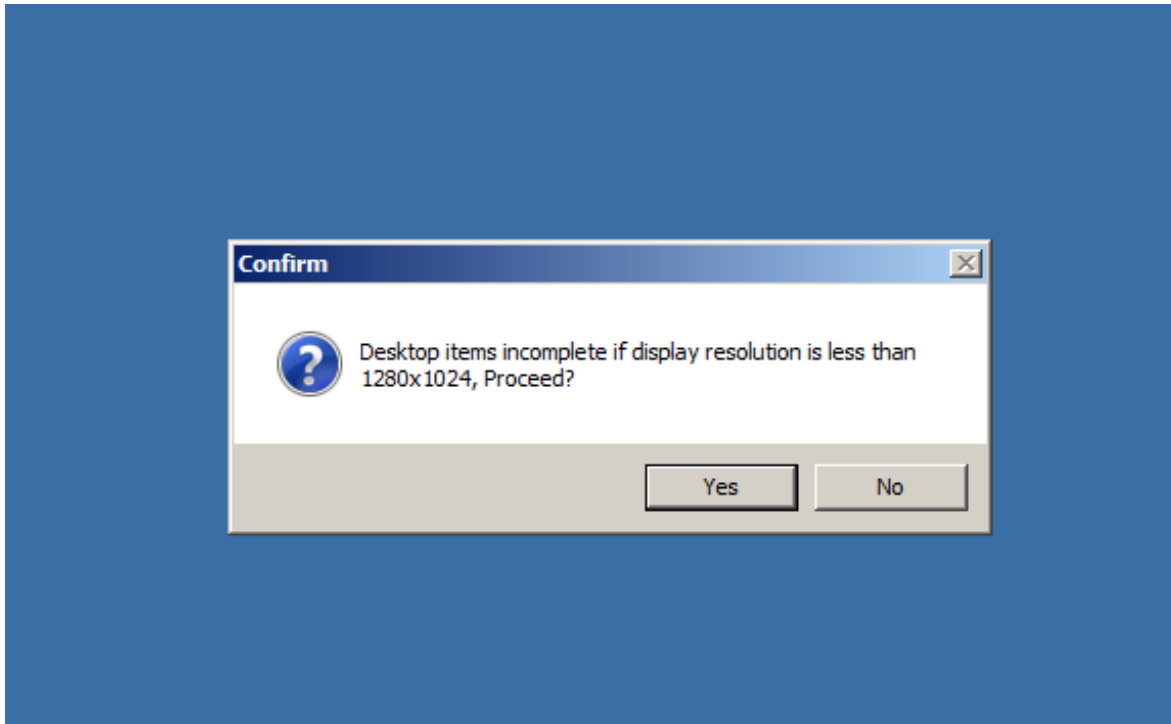 Confirm
Desktop items incomplete if display resolution is less than
1280x1024, Proceed?
Yes No